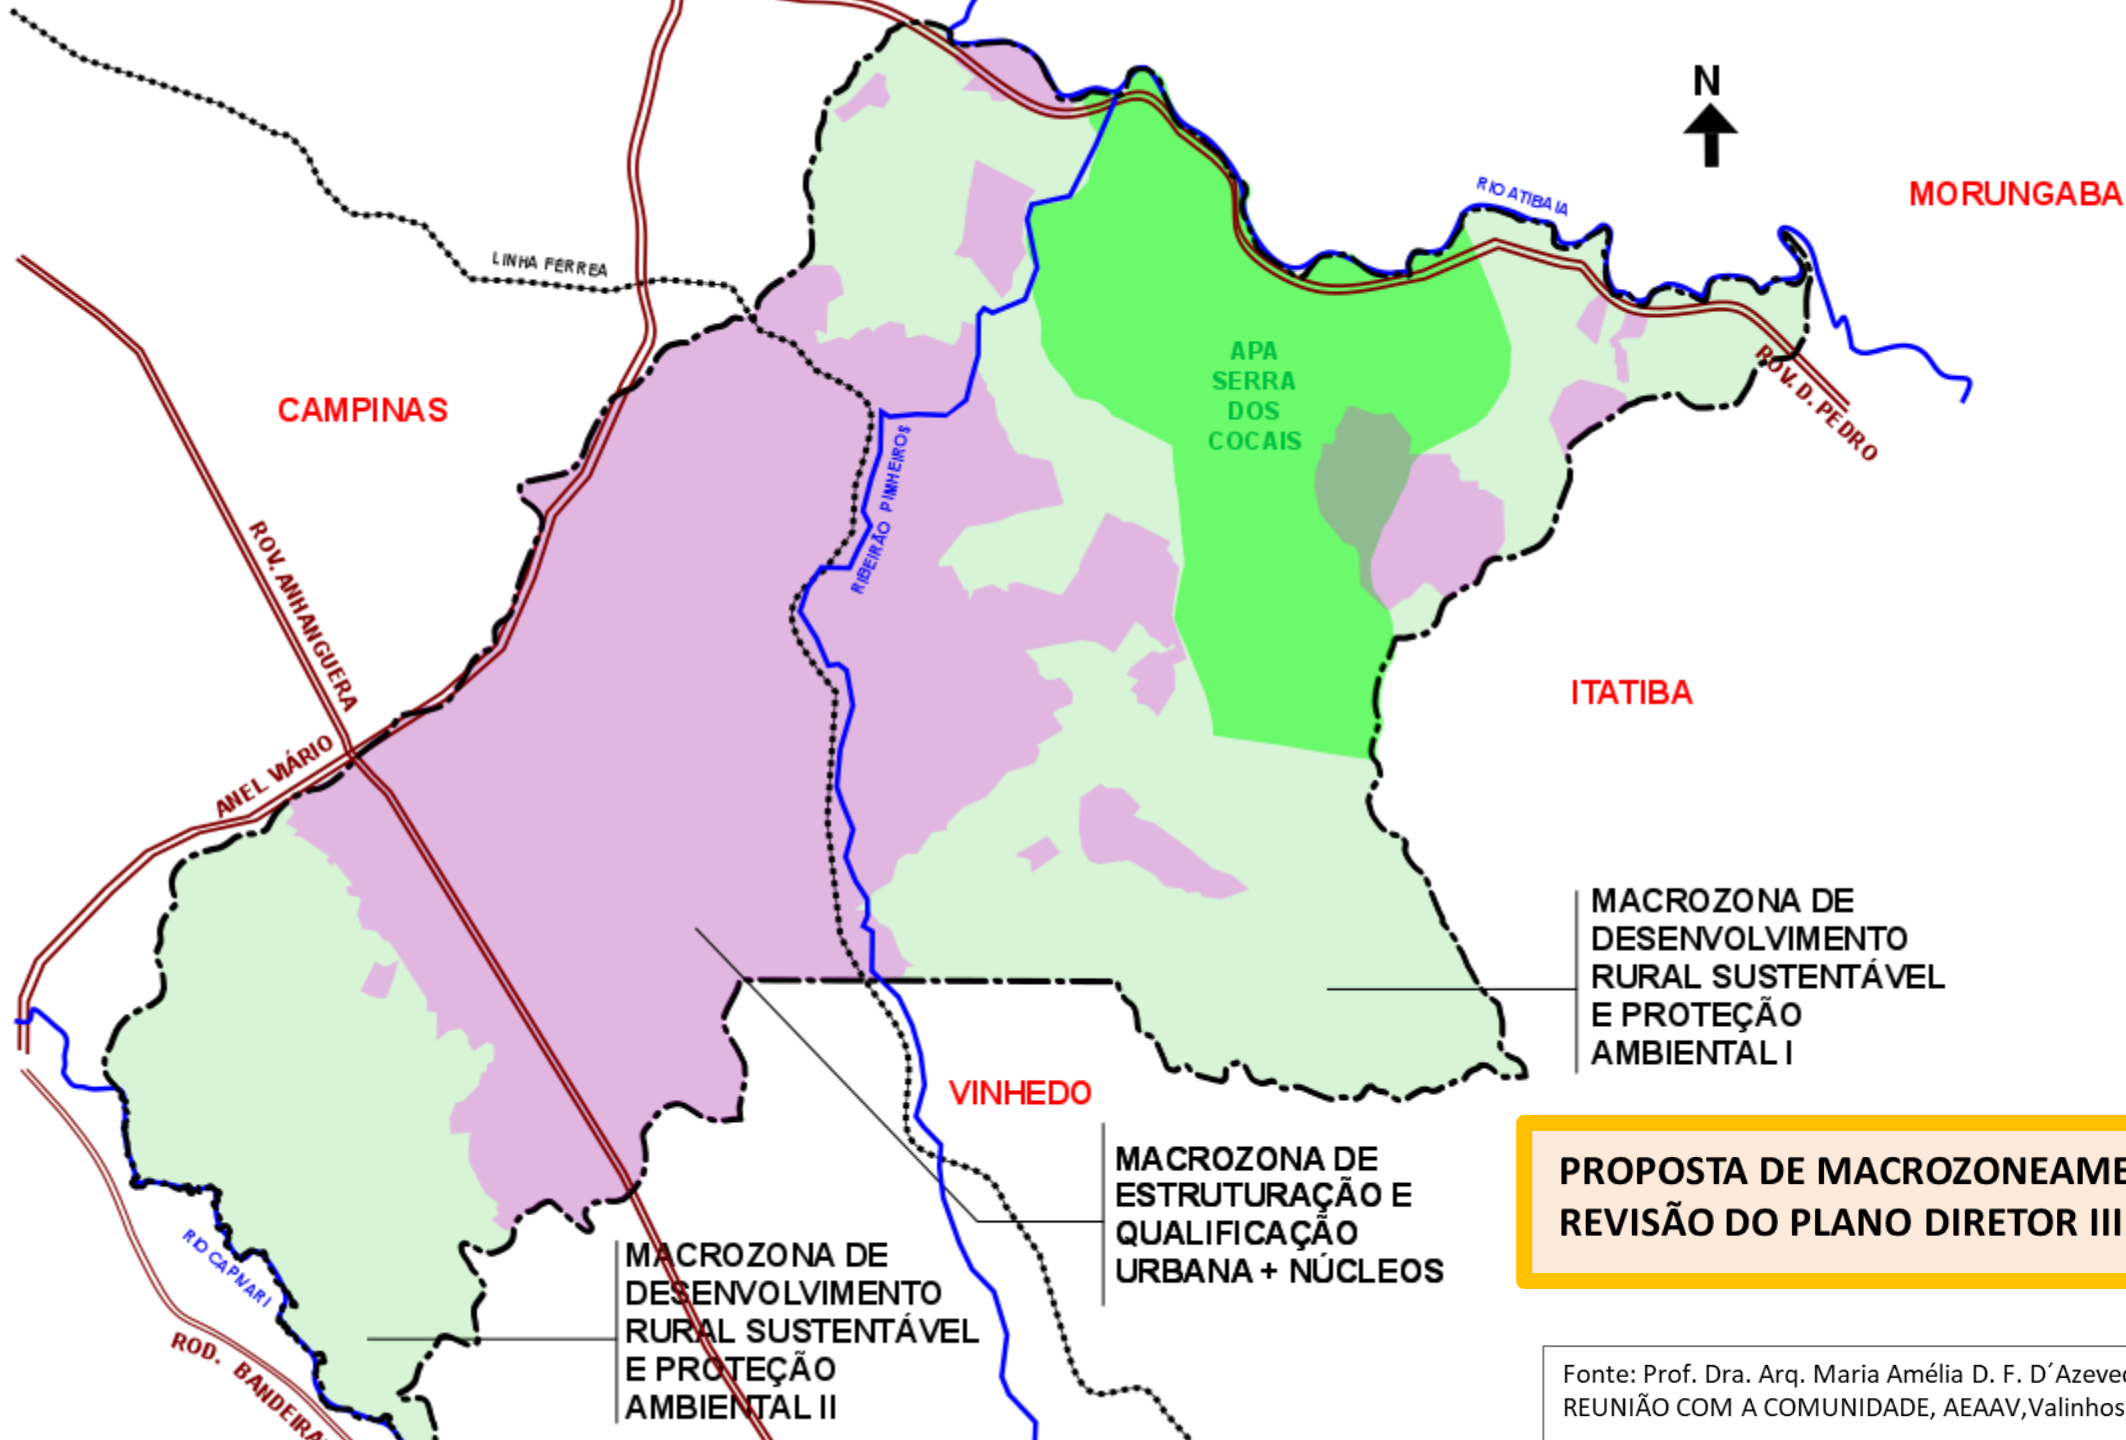 N
RIO ATIBAIA
MORUNGABA
LINHA FERREA
APA
SERRA
DOS
COCAIS
ROV. D. PEDRO
CAMPINAS
RIBEIRÃO PINHEIROS
ROV. ANHANGUERA
ITATIBA
ANEL VIÁRIO
MACROZONA DE
DESENVOLVIMENTO
RURAL SUSTENTÁVEL
E PROTEÇÃO
AMBIENTAL I
VINHEDO
MACROZONA DE
ESTRUTURAÇÃO E
QUALIFICAÇÃO
URBANA + NÚCLEOS
PROPOSTA DE MACROZONEAME
REVISÃO DO PLANO DIRETOR III
RIO CAPIVARI
MACROZONA DE
DESENVOLVIMENTO
RURAL SUSTENTÁVEL
E PROTEÇÃO
AMBIENTAL II
ROD. BANDEIRA
Fonte: Prof. Dra. Arq. Maria Amélia D. F. D´Azeved
REUNIÃO COM A COMUNIDADE, AEAAV,Valinhos